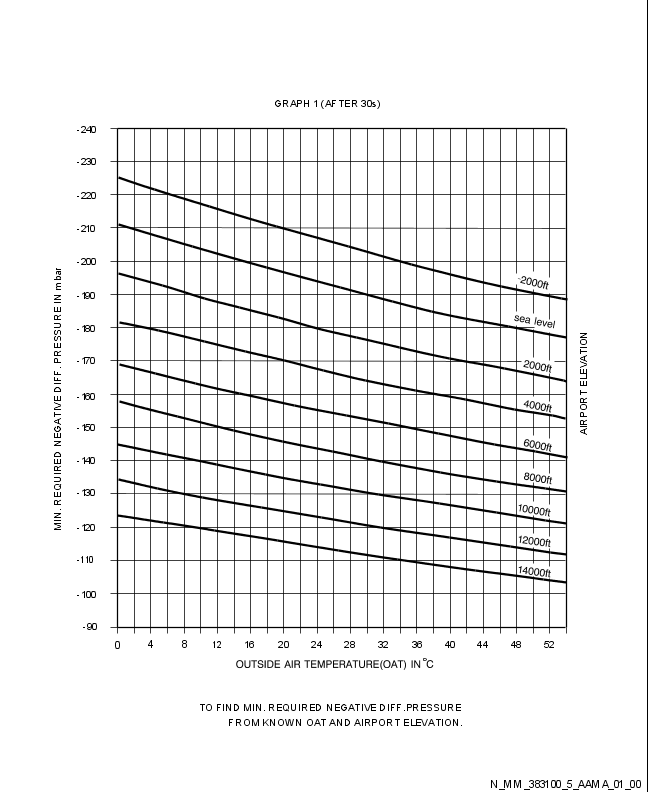 GRAPH 1 (AFTER 30s)
-240
-230
-220
-210
-200
-190
-180
-170
-160
-150
-140
-130
-120
-110
-100
-90
MIN. REQUIRED NEGATIVE DIFF. PRESSURE IN mbar
-2000ft
sea level
2000ft
4000ft
6000ft
8000ft
10000ft
12000ft
14000ft
AIRPORT ELEVATION
0 4 8 12 16 20 24 28 32 36 40 44 48 52
OUTSIDE AIR TEMPERATURE(OAT) IN °C
TO FIND MIN. REQUIRED NEGATIVE DIFF.PRESSURE
FROM KNOWN OAT AND AIRPORT ELEVATION.
N_MM_383100_5_AAMA_01_00